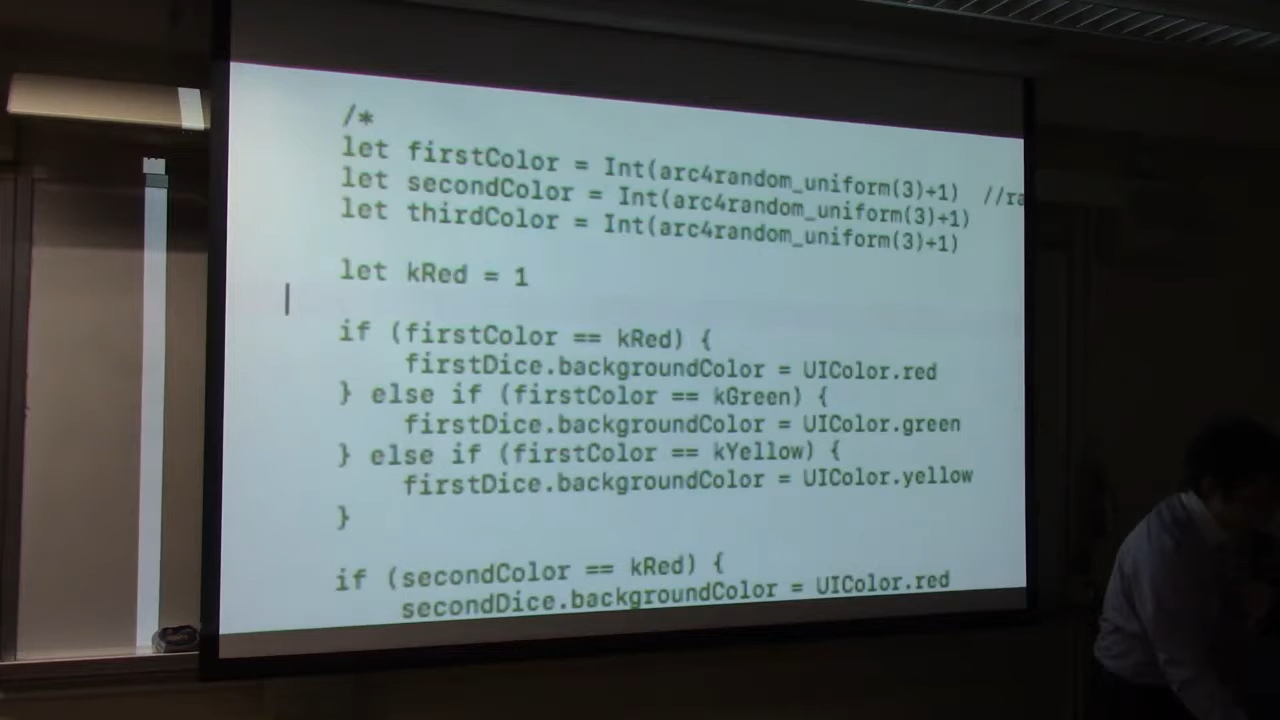 /*
let firstColor = Int(arc4random_uniform(3)+1)  //ra
let secondColor = Int(arc4random_uniform(3)+1)
let thirdColor = Int(arc4random_uniform(3)+1)
let kRed = 1
if (firstColor == kRed) {
firstDice.backgroundColor = UIColor.red
} else if (firstColor == kGreen) {
firstDice.backgroundColor = UIColor.green
} else if (firstColor == kYellow) {
firstDice.backgroundColor = UIColor.yellow
}
if (secondColor == kRed) {
secondDice.backgroundColor = UIColor.red